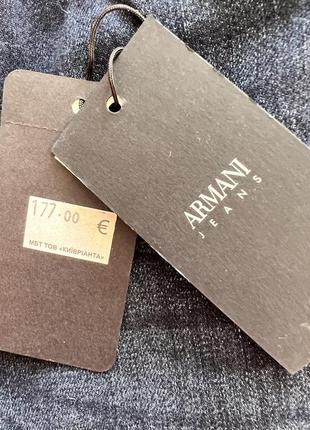 177.00
€
МВТ ТОВ «КИЇВРІАНТА»
ARMANI
JEANS